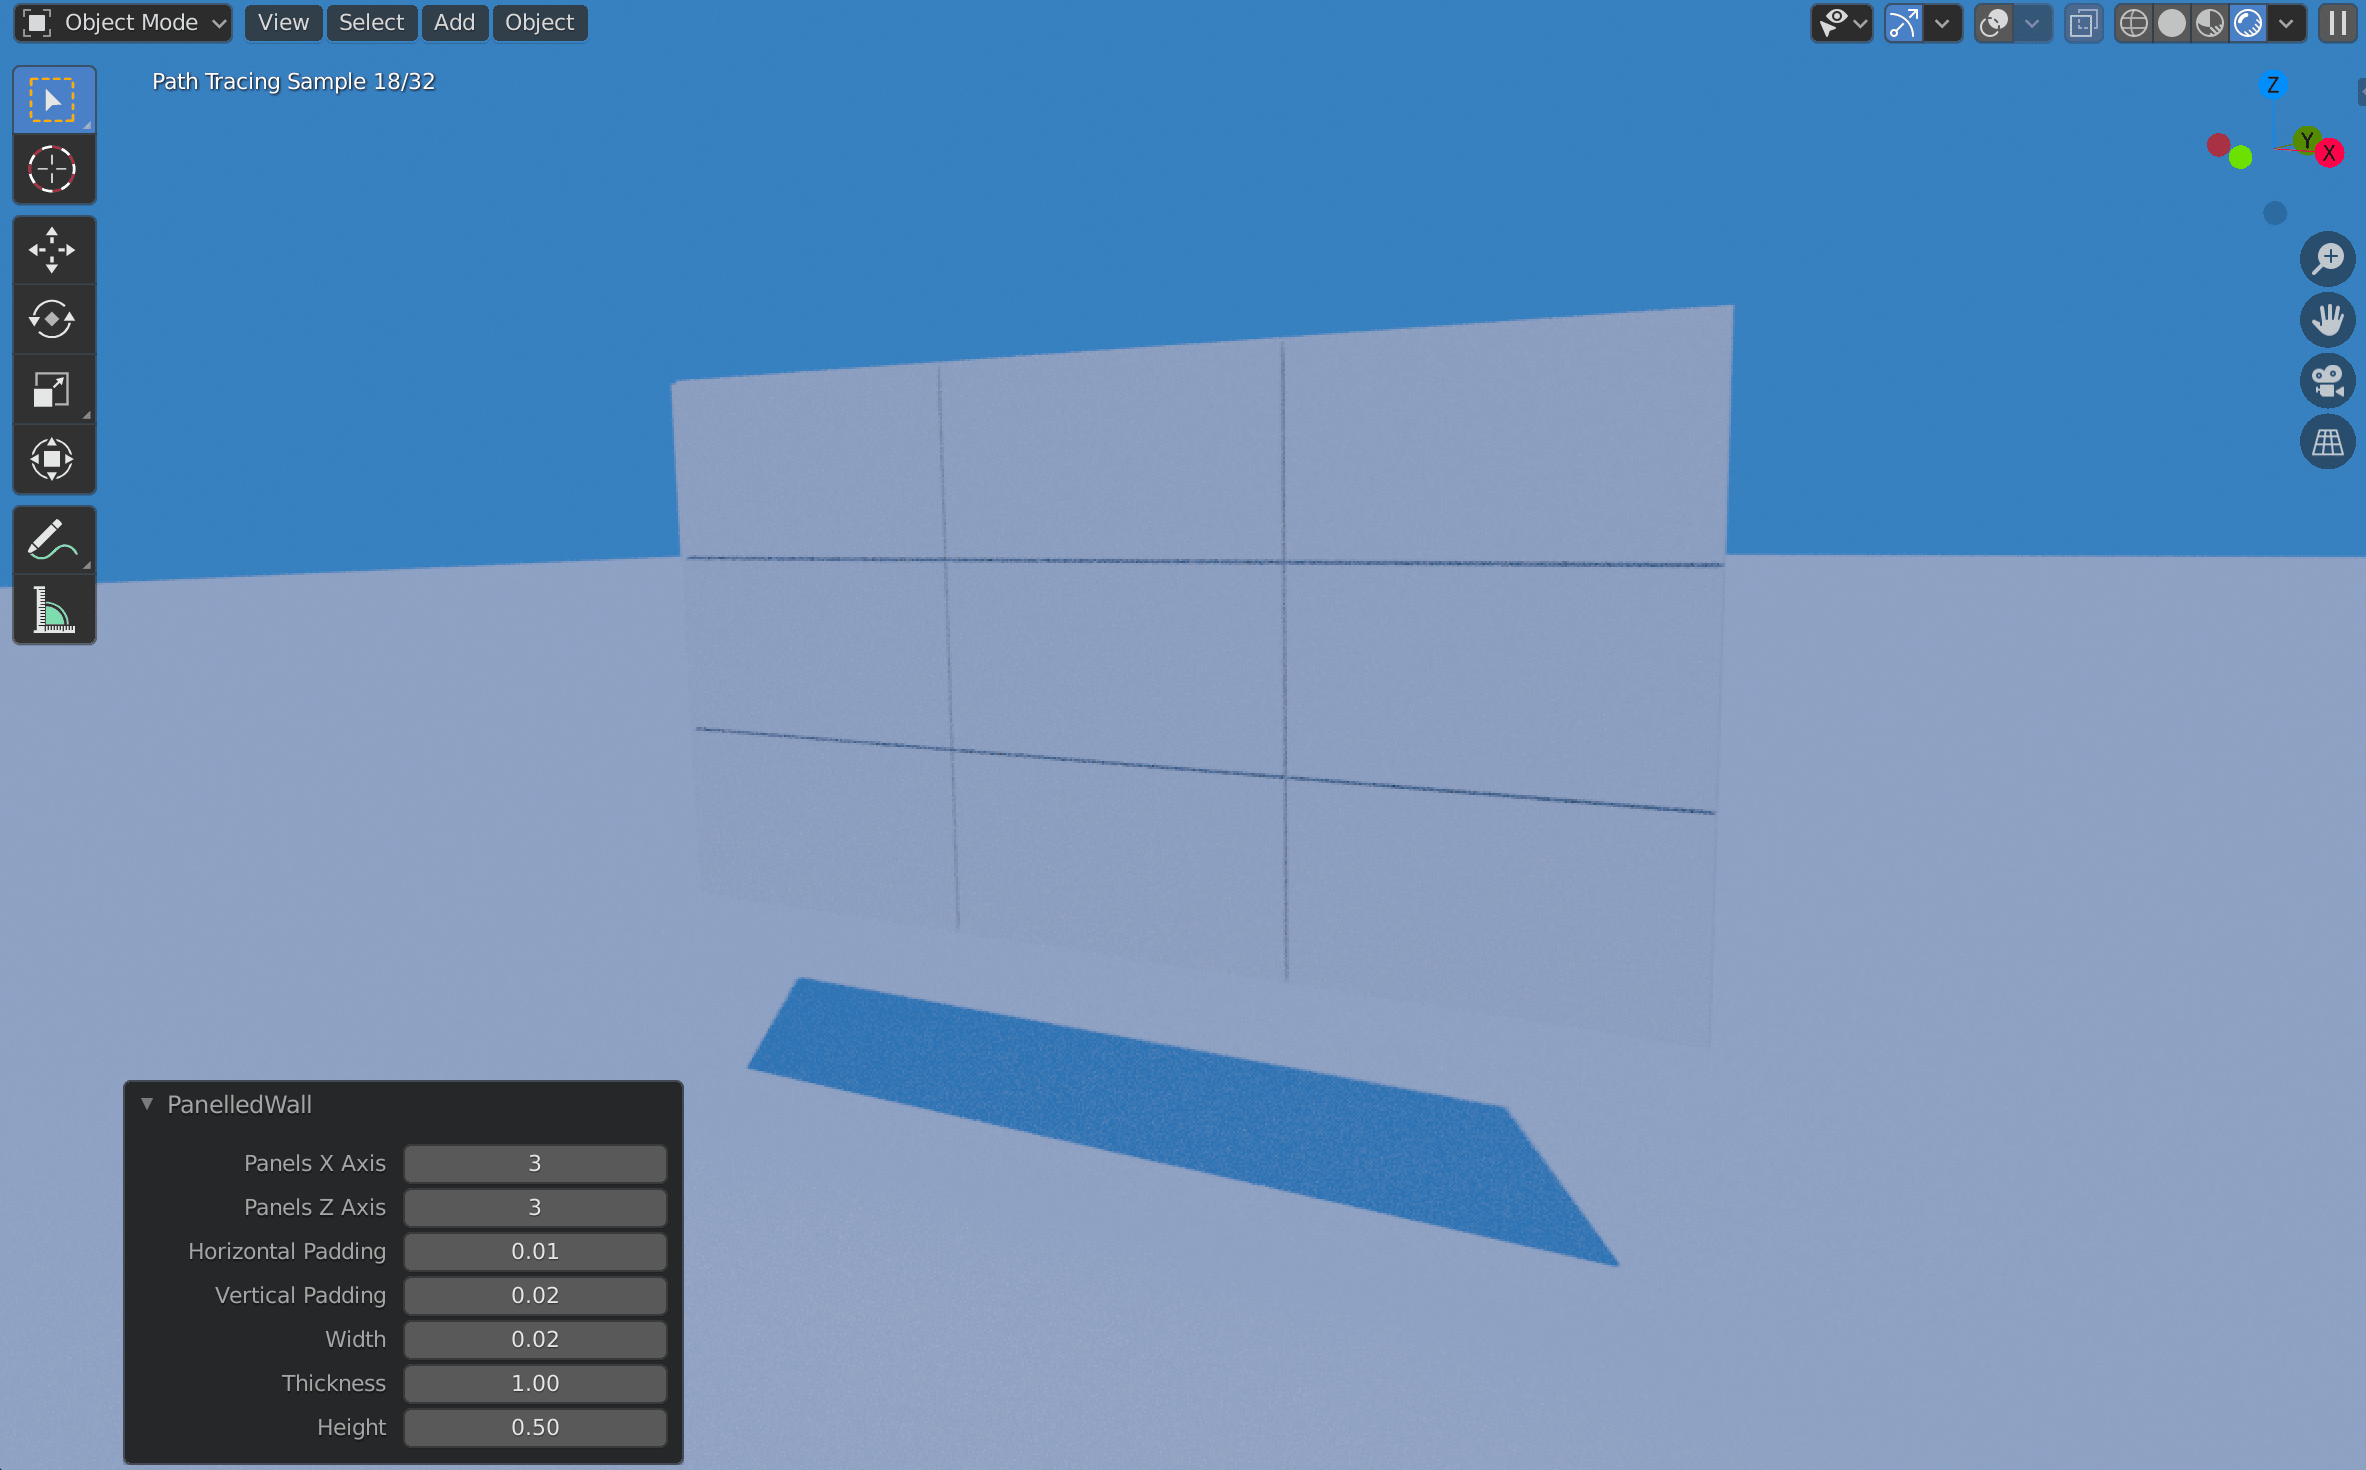 Object Mode View Select Add Object
Path Tracing Sample 18/32
Z
Y
X
PanelledWall
Panels X Axis 3
Panels Z Axis 3
Horizontal Padding 0.01
Vertical Padding 0.02
Width 0.02
Thickness 1.00
Height 0.50